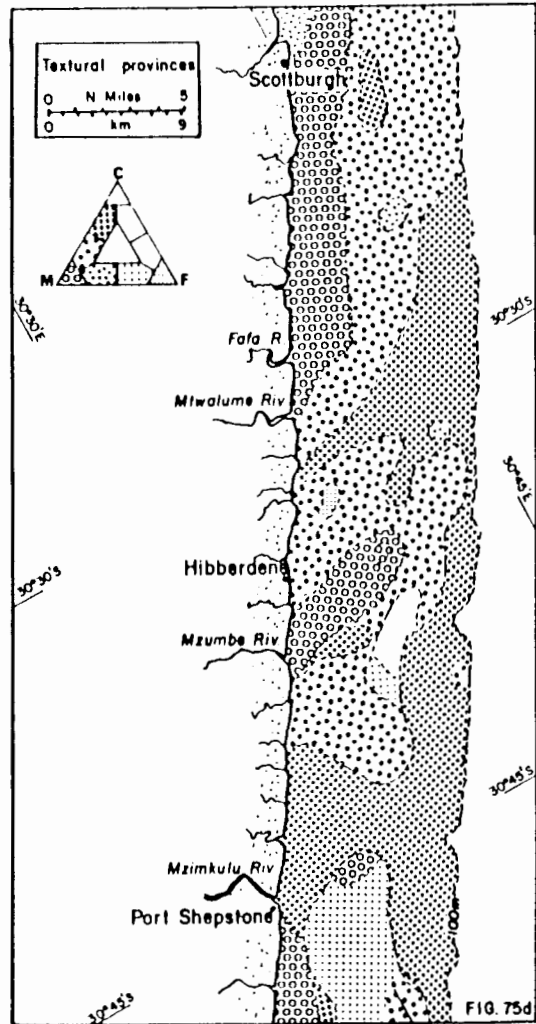 Textural provinces
0 N Miles 5
0 km 9
Scottburgh
C
M F
30°30'E
30°30'S
Fafa R
Mtwalume Riv
30°45'E
Hibberdene
30°30'S
Mzumbe Riv
30°45'S
Mzimkulu Riv
Port Shepstone
100m
30°45'S
FIG. 75d